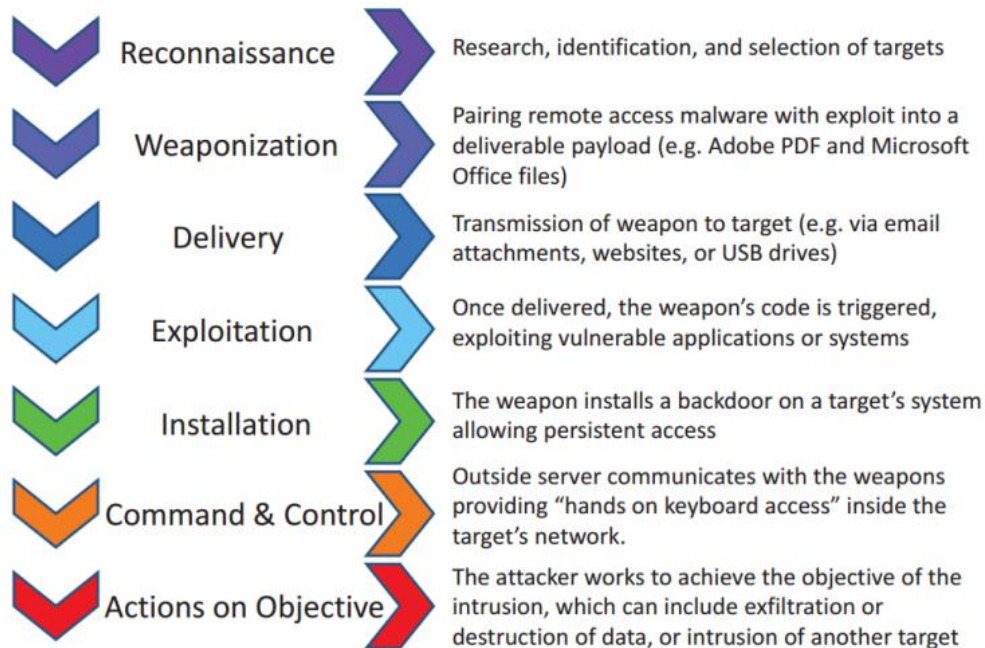 Reconnaissance
Research, identification, and selection of targets
Weaponization
Pairing remote access malware with exploit into a
deliverable payload (e.g. Adobe PDF and Microsoft
Office files)
Delivery
Transmission of weapon to target (e.g. via email
attachments, websites, or USB drives)
Exploitation
Once delivered, the weapon’s code is triggered,
exploiting vulnerable applications or systems
Installation
The weapon installs a backdoor on a target’s system
allowing persistent access
Command & Control
Outside server communicates with the weapons
providing “hands on keyboard access” inside the
target’s network.
Actions on Objective
The attacker works to achieve the objective of the
intrusion, which can include exfiltration or
destruction of data, or intrusion of another target